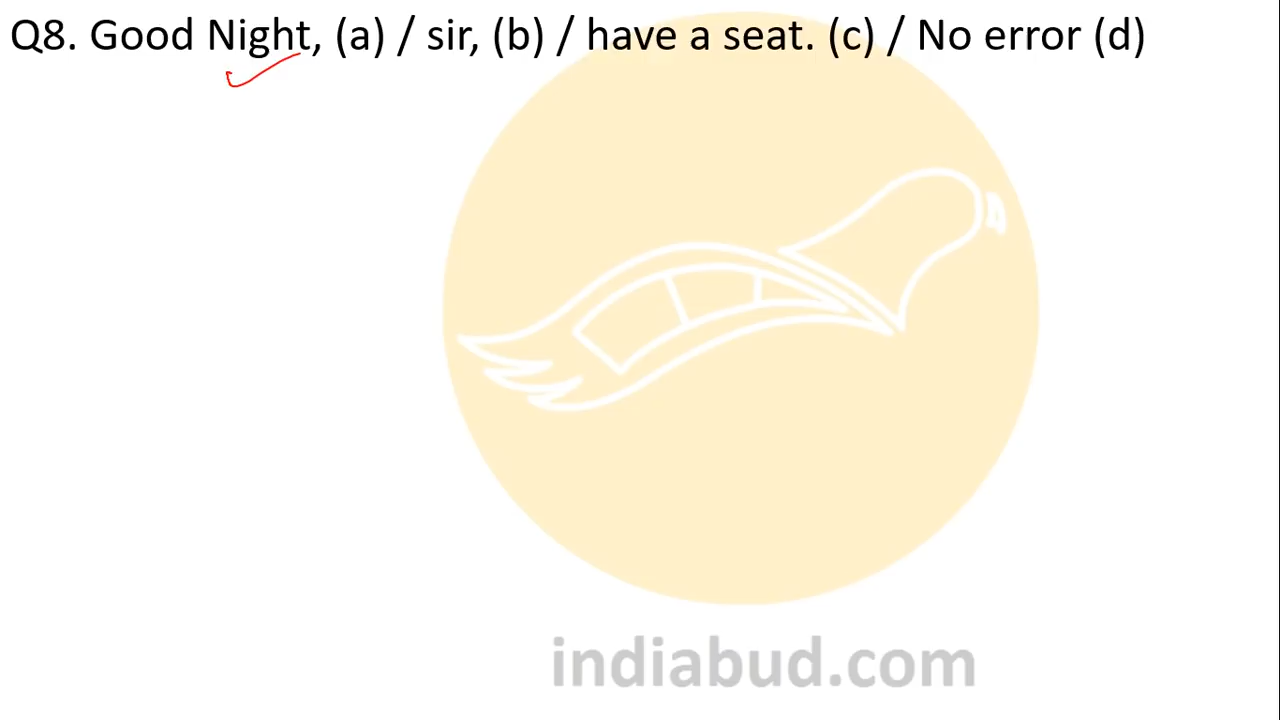 Q8. Good Night, (a) / sir, (b) / have a seat. (c) / No error (d)
indiabud.com